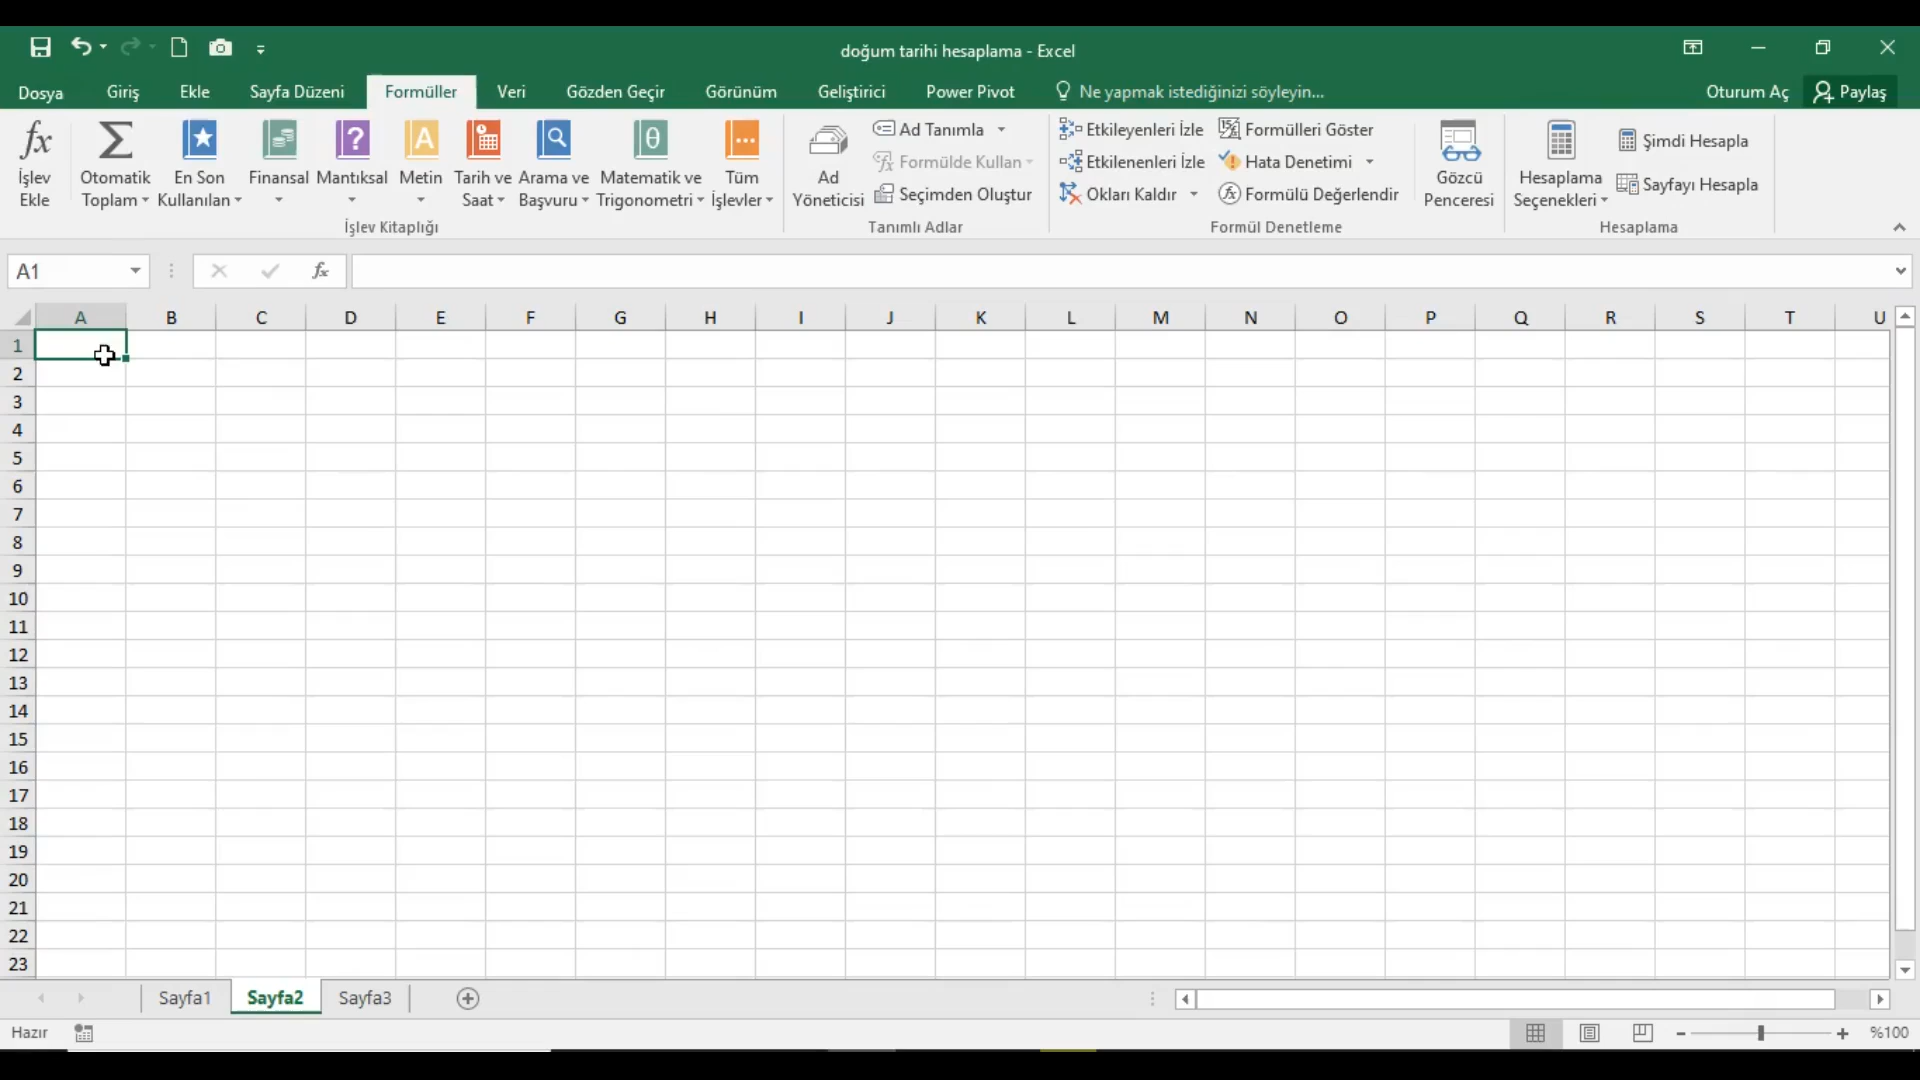 doğum tarihi hesaplama - Excel
Dosya Giriş Ekle Sayfa Düzeni Formüller Veri Gözden Geçir Görünüm Geliştirici Power Pivot Ne yapmak istediğinizi söyleyin... Oturum Aç Paylaş
fx İşlev Ekle
Σ Otomatik Toplam
En Son Kullanılan
Finansal
? Mantıksal
A Metin
Tarih ve Saat
Arama ve Başvuru
θ Matematik ve Trigonometri
Tüm İşlevler
İşlev Kitaplığı
Ad Yöneticisi
Ad Tanımla
Formülde Kullan
Seçimden Oluştur
Tanımlı Adlar
Etkileyenleri İzle
Etkilenenleri İzle
Okları Kaldır
Formülleri Göster
Hata Denetimi
Formülü Değerlendir
Formül Denetleme
Gözcü Penceresi
Hesaplama Seçenekleri
Şimdi Hesapla
Sayfayı Hesapla
Hesaplama
A1 fx
A B C D E F G H I J K L M N O P Q R S T U
1
2
3
4
5
6
7
8
9
10
11
12
13
14
15
16
17
18
19
20
21
22
23
Sayfa1 Sayfa2 Sayfa3
Hazır %100